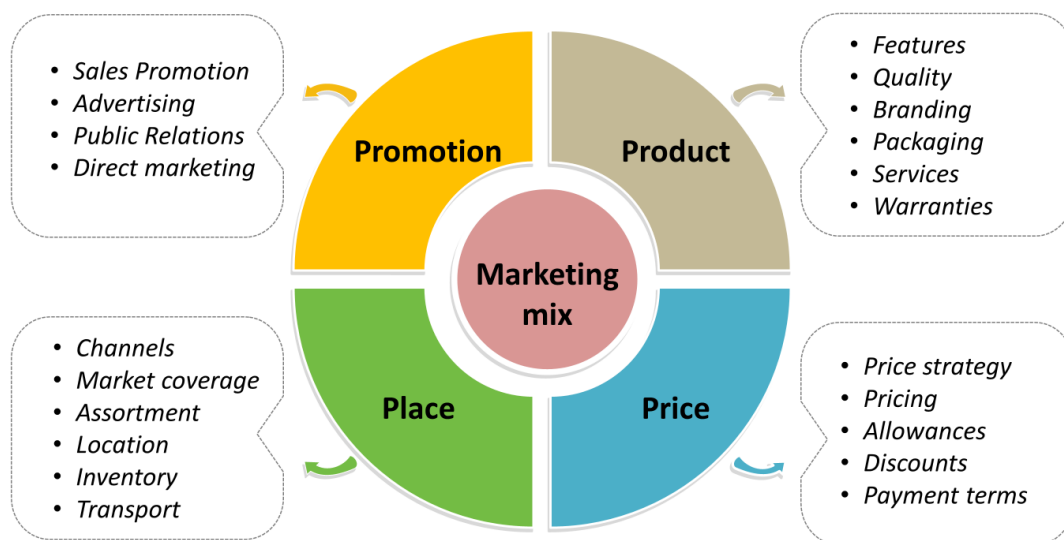 • Sales Promotion
• Advertising
• Public Relations
• Direct marketing
Promotion
Product
• Features
• Quality
• Branding
• Packaging
• Services
• Warranties
Marketing
mix
• Channels
• Market coverage
• Assortment
• Location
• Inventory
• Transport
Place
Price
• Price strategy
• Pricing
• Allowances
• Discounts
• Payment terms